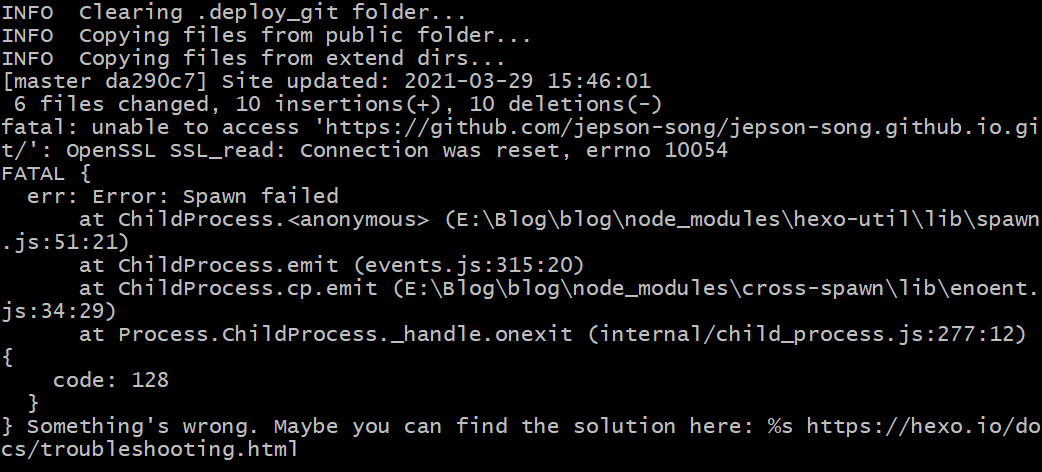 INFO  Clearing .deploy_git folder...
INFO  Copying files from public folder...
INFO  Copying files from extend dirs...
[master da290c7] Site updated: 2021-03-29 15:46:01
 6 files changed, 10 insertions(+), 10 deletions(-)
fatal: unable to access 'https://github.com/jepson-song/jepson-song.github.io.gi
t/': OpenSSL SSL_read: Connection was reset, errno 10054
FATAL {
  err: Error: Spawn failed
      at ChildProcess.<anonymous> (E:\Blog\blog\node_modules\hexo-util\lib\spawn
.js:51:21)
      at ChildProcess.emit (events.js:315:20)
      at ChildProcess.cp.emit (E:\Blog\blog\node_modules\cross-spawn\lib\enoent.
js:34:29)
      at Process.ChildProcess._handle.onexit (internal/child_process.js:277:12)
{
    code: 128
  }
} Something's wrong. Maybe you can find the solution here: %s https://hexo.io/do
cs/troubleshooting.html